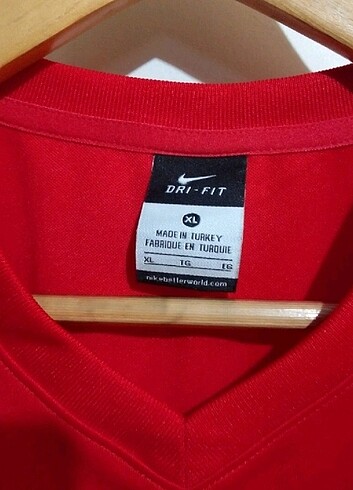 DRI-FIT
XL
MADE IN TURKEY
FABRIQUE EN TURQUIE
XL TG EG
nikebetterworld.com